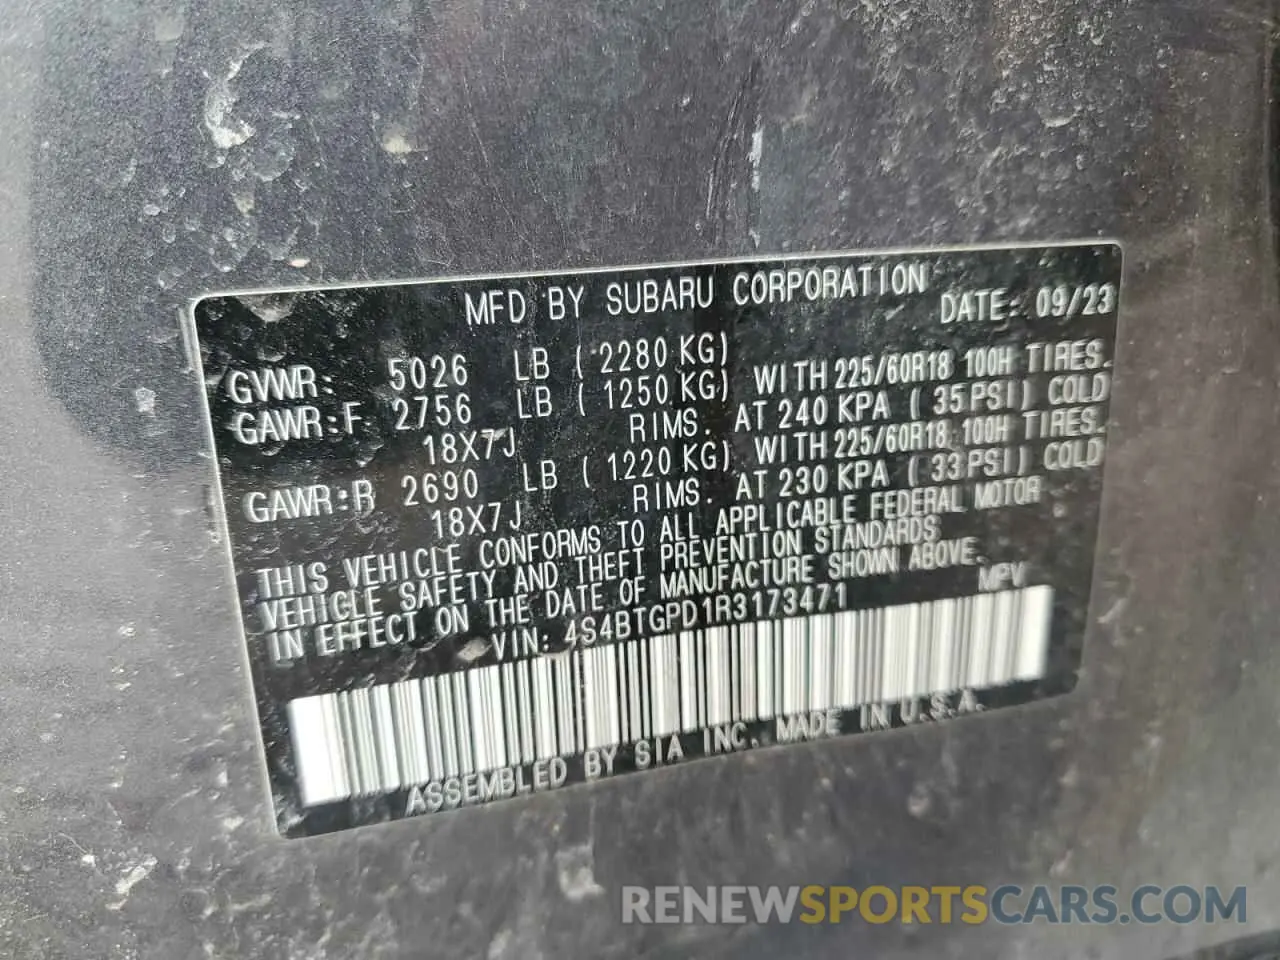 MFD BY SUBARU CORPORATION DATE: 09/23
GVWR: 5026 LB (2280 KG)
GAWR:F 2756 LB (1250 KG) WITH 225/60R18 100H TIRES.
18X7J RIMS. AT 240 KPA (35PSI) COLD
GAWR:R 2690 LB (1220 KG) WITH 225/60R18 100H TIRES.
18X7J RIMS. AT 230 KPA (33PSI) COLD
THIS VEHICLE CONFORMS TO ALL APPLICABLE FEDERAL MOTOR
VEHICLE SAFETY AND THEFT PREVENTION STANDARDS
IN EFFECT ON THE DATE OF MANUFACTURE SHOWN ABOVE.
VIN: 4S4BTGPD1R3173471 MPV
ASSEMBLED BY SIA INC. MADE IN U.S.A.
RENEWSPORTSCARS.COM